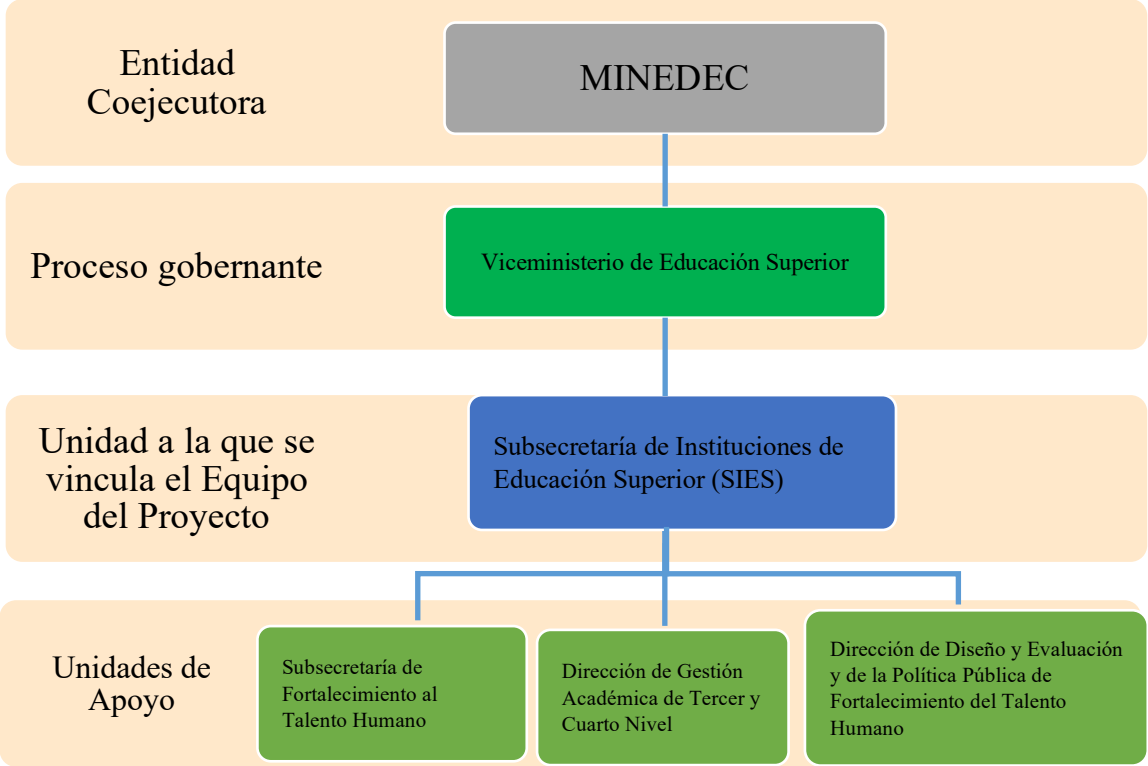 Entidad
Coejecutora
MINEDEC
Proceso gobernante
Viceministerio de Educación Superior
Unidad a la que se
vincula el Equipo
del Proyecto
Subsecretaría de Instituciones de
Educación Superior (SIES)
Unidades de
Apoyo
Subsecretaría de
Fortalecimiento al
Talento Humano
Dirección de Gestión
Académica de Tercer y
Cuarto Nivel
Dirección de Diseño y Evaluación
y de la Política Pública de
Fortalecimiento del Talento
Humano